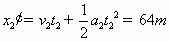 x₂¢ = v₂t₂ + 1/2 a₂t₂² = 64m